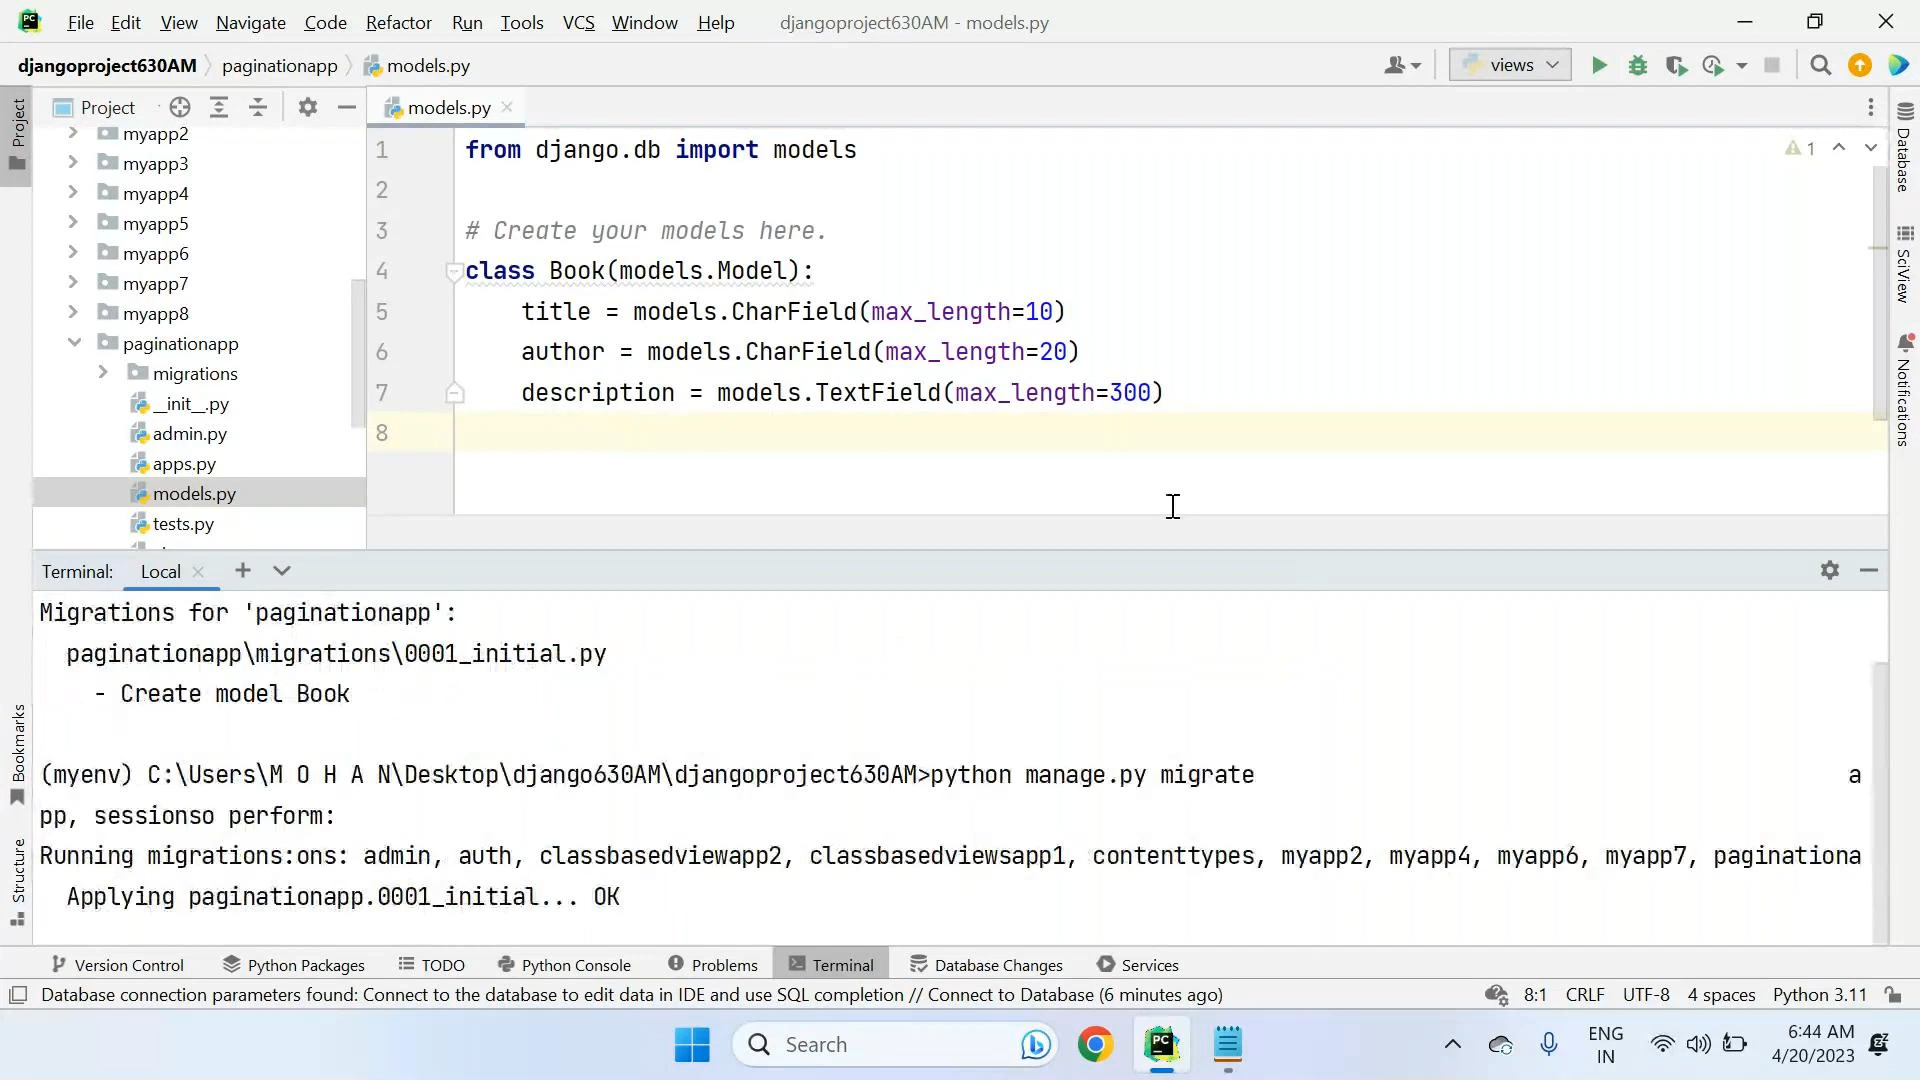 File Edit View Navigate Code Refactor Run Tools VCS Window Help djangoproject630AM - models.py
djangoproject630AM paginationapp models.py views
Project
Project
models.py
myapp2
myapp3
myapp4
myapp5
myapp6
myapp7
myapp8
paginationapp
migrations
__init__.py
admin.py
apps.py
models.py
tests.py
1 from django.db import models
2
3 # Create your models here.
4 class Book(models.Model):
5 title = models.CharField(max_length=10)
6 author = models.CharField(max_length=20)
7 description = models.TextField(max_length=300)
8
1
Database
SciView
Notifications
Bookmarks
Structure
Terminal: Local
Migrations for 'paginationapp':
paginationapp\migrations\0001_initial.py
- Create model Book
(myenv) C:\Users\M O H A N\Desktop\django630AM\djangoproject630AM>python manage.py migrate a
pp, sessionso perform:
Running migrations:ons: admin, auth, classbasedviewapp2, classbasedviewsapp1, contenttypes, myapp2, myapp4, myapp6, myapp7, paginationa
Applying paginationapp.0001_initial... OK
Version Control Python Packages TODO Python Console Problems Terminal Database Changes Services
Database connection parameters found: Connect to the database to edit data in IDE and use SQL completion // Connect to Database (6 minutes ago) 8:1 CRLF UTF-8 4 spaces Python 3.11
Search
PC
ENG
IN
6:44 AM
4/20/2023